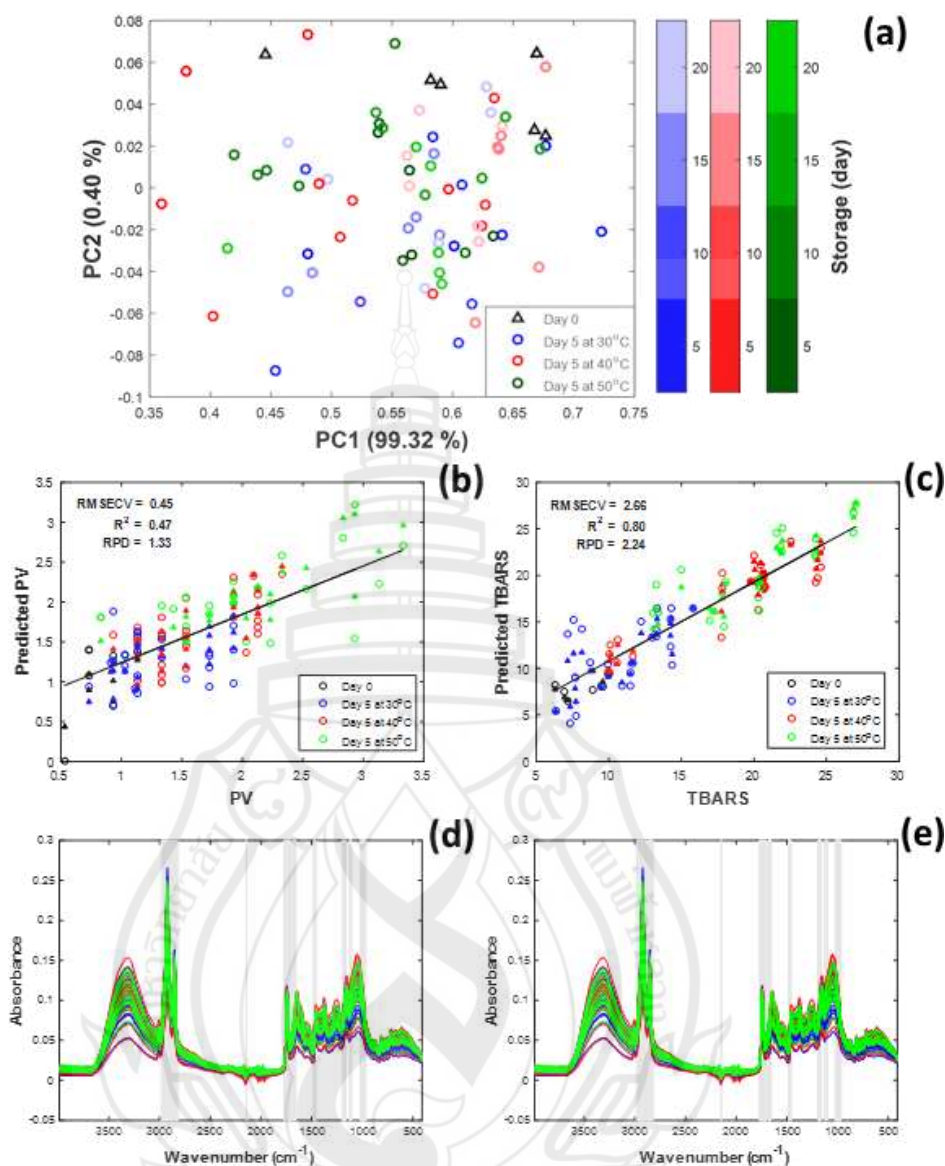 (a)
0.08
0.06
0.04
0.02
0
-0.02
-0.04
-0.06
-0.08
-0.1
PC2 (0.40 %)
0.35 0.4 0.45 0.5 0.55 0.6 0.65 0.7 0.75
PC1 (99.32 %)
Day 0
Day 5 at 30°C
Day 5 at 40°C
Day 5 at 50°C
20 20 20
15 15 15
10 10 10
5 5 5
Storage (day)
(b)
RMSECV = 0.45
R² = 0.47
RPD = 1.33
3.5
3
2.5
2
1.5
1
0.5
0
Predicted PV
0.5 1 1.5 2 2.5 3 3.5
PV
Day 0
Day 5 at 30°C
Day 5 at 40°C
Day 5 at 50°C
(c)
RMSECV = 2.66
R² = 0.80
RPD = 2.24
30
25
20
15
10
5
0
Predicted TBARS
5 10 15 20 25 30
TBARS
Day 0
Day 5 at 30°C
Day 5 at 40°C
Day 5 at 50°C
(d)
0.3
0.25
0.2
0.15
0.1
0.05
0
-0.05
Absorbance
3500 3000 2500 2000 1500 1000 500
Wavenumber (cm⁻¹)
(e)
0.3
0.25
0.2
0.15
0.1
0.05
0
-0.05
Absorbance
3500 3000 2500 2000 1500 1000 500
Wavenumber (cm⁻¹)